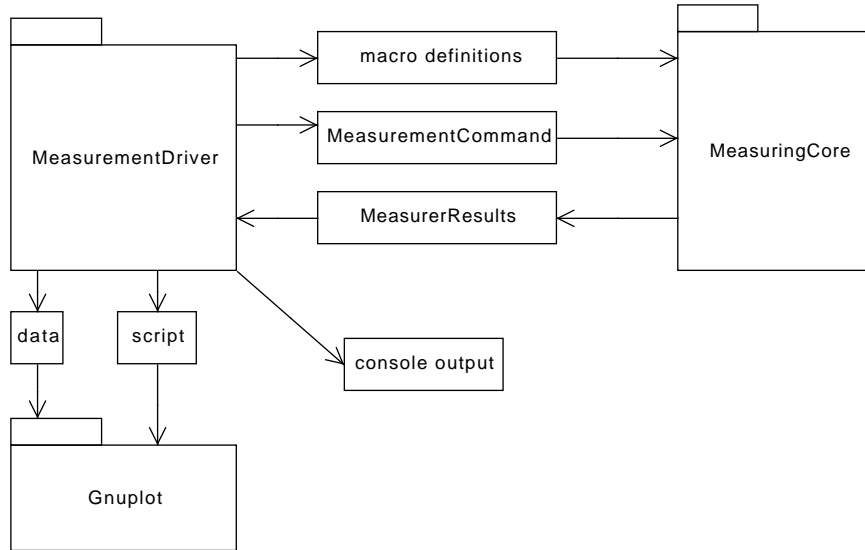 macro definitions
MeasurementDriver
MeasurementCommand
MeasuringCore
MeasurerResults
data
script
console output
Gnuplot